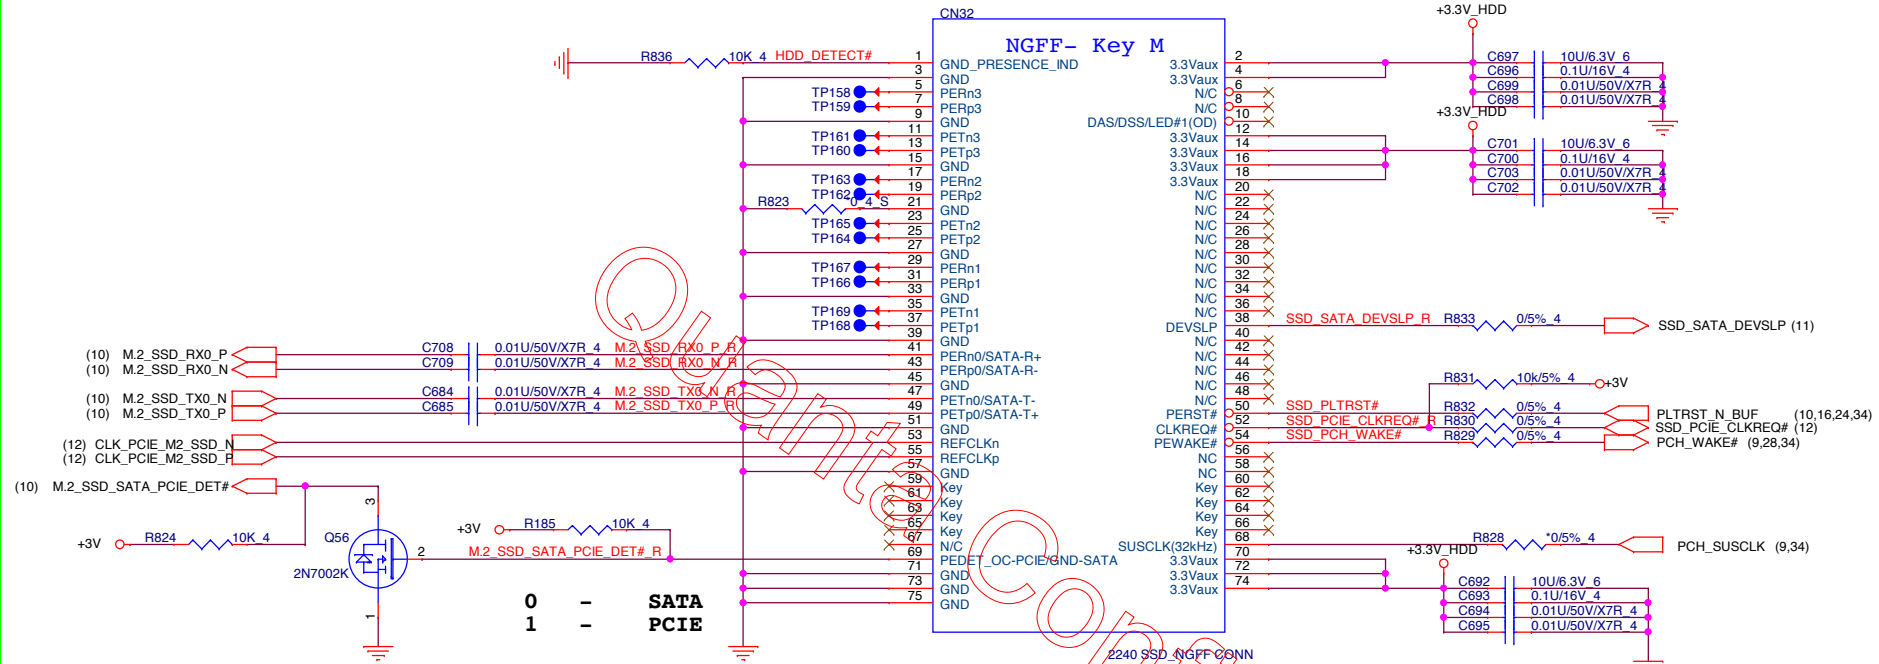 CN32
NGFF- Key M
+3.3V_HDD
R836 10K_4 HDD_DETECT# 1 GND_PRESENCE_IND
3 GND
TP158 5 PERn3
TP159 7 PERp3
9 GND
TP161 11 PETn3
TP160 13 PETp3
15 GND
TP163 17 PERn2
TP162 19 PERp2
R823 0_4_S 21 GND
TP165 23 PETn2
TP164 25 PETp2
27 GND
TP167 29 PERn1
TP166 31 PERp1
33 GND
TP169 35 PETn1
TP168 37 PETp1
39 GND
(10) M.2_SSD_RX0_P C708 0.01U/50V/X7R_4 M.2_SSD_RX0_P_R 41 PERn0/SATA-R+
(10) M.2_SSD_RX0_N C709 0.01U/50V/X7R_4 M.2_SSD_RX0_N_R 43 PERp0/SATA-R-
45 GND
(10) M.2_SSD_TX0_N C684 0.01U/50V/X7R_4 M.2_SSD_TX0_N_R 47 PETn0/SATA-T-
(10) M.2_SSD_TX0_P C685 0.01U/50V/X7R_4 M.2_SSD_TX0_P_R 49 PETp0/SATA-T+
51 GND
(12) CLK_PCIE_M2_SSD_N 53 REFCLKn
(12) CLK_PCIE_M2_SSD_P 55 REFCLKp
57 GND
59 Key
61 Key
63 Key
65 Key
67 N/C
69 PEDET_OC-PCIE/GND-SATA
71 GND
73 GND
75 GND
(10) M.2_SSD_SATA_PCIE_DET#
+3V R824 10K_4
3
Q56
2N7002K
2
1
+3V R185 10K_4
M.2_SSD_SATA_PCIE_DET#_R
0 - SATA
1 - PCIE
3.3Vaux 2
3.3Vaux 4
N/C 6
N/C 8
DAS/DSS/LED#1(OD) 10
3.3Vaux 12
3.3Vaux 14
3.3Vaux 16
3.3Vaux 18
N/C 20
N/C 22
N/C 24
N/C 26
N/C 28
N/C 30
N/C 32
N/C 34
N/C 36
DEVSLP 38 SSD_SATA_DEVSLP_R R833 0/5%_4 SSD_SATA_DEVSLP (11)
N/C 40
N/C 42
N/C 44
N/C 46
N/C 48
R831 10k/5%_4 +3V
PERST# 50 SSD_PLTRST# R832 0/5%_4 PLTRST_N_BUF (10,16,24,34)
CLKREQ# 52 SSD_PCIE_CLKREQ#_R R830 0/5%_4 SSD_PCIE_CLKREQ# (12)
PEWAKE# 54 SSD_PCH_WAKE# R829 0/5%_4 PCH_WAKE# (9,28,34)
NC 56
NC 58
Key 60
Key 62
Key 64
Key 66
SUSCLK(32kHz) 68 R828 *0/5%_4 PCH_SUSCLK (9,34)
3.3Vaux 70
3.3Vaux 72
3.3Vaux 74
C697 10U/6.3V_6
C696 0.1U/16V_4
C699 0.01U/50V/X7R_4
C698 0.01U/50V/X7R_4
+3.3V_HDD
C701 10U/6.3V_6
C700 0.1U/16V_4
C703 0.01U/50V/X7R_4
C702 0.01U/50V/X7R_4
+3.3V_HDD
C692 10U/6.3V_6
C693 0.1U/16V_4
C694 0.01U/50V/X7R_4
C695 0.01U/50V/X7R_4
2240 SSD_NGFF CONN
Quanta